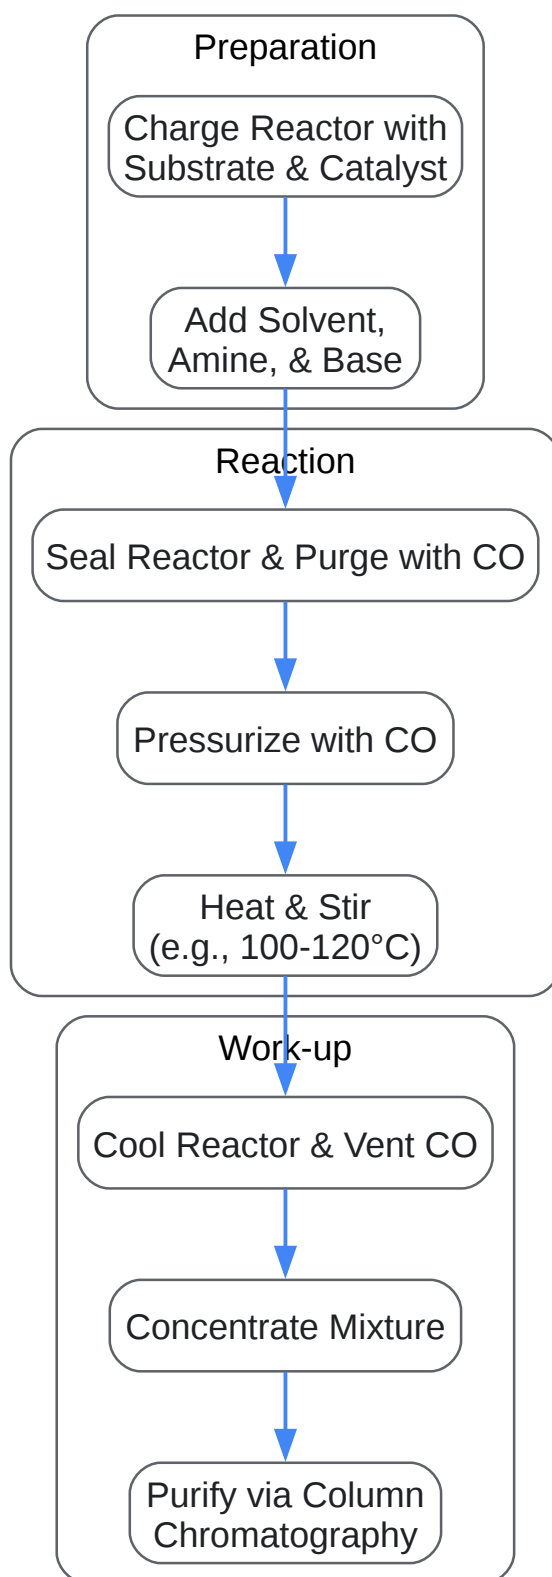 Preparation
Charge Reactor with
Substrate & Catalyst
Add Solvent,
Amine, & Base
Reaction
Seal Reactor & Purge with CO
Pressurize with CO
Heat & Stir
(e.g., 100-120°C)
Work-up
Cool Reactor & Vent CO
Concentrate Mixture
Purify via Column
Chromatography